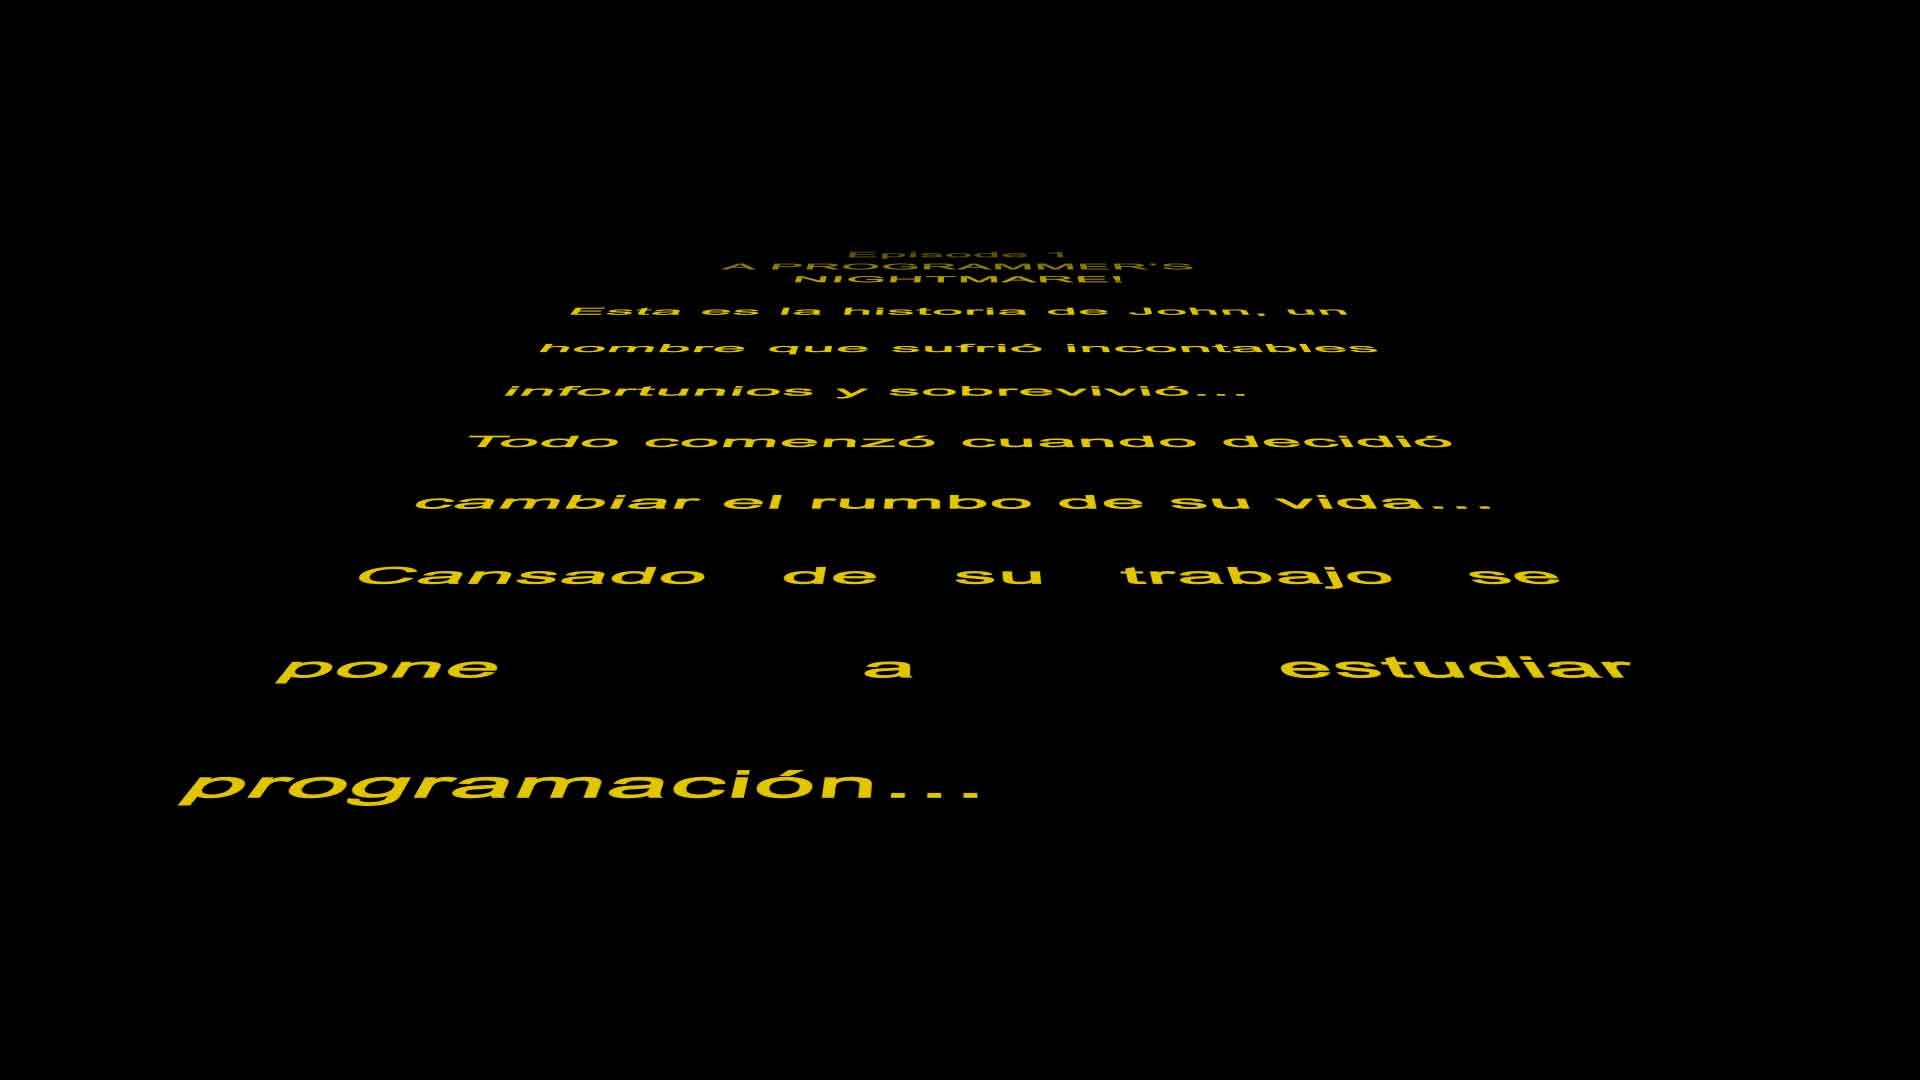 Episode 1
A PROGRAMMER'S
NIGHTMARE!
Esta es la historia de John, un
hombre que sufrió incontables
infortunios y sobrevivió...
Todo comenzó cuando decidió
cambiar el rumbo de su vida...
Cansado de su trabajo se
pone a estudiar
programación...